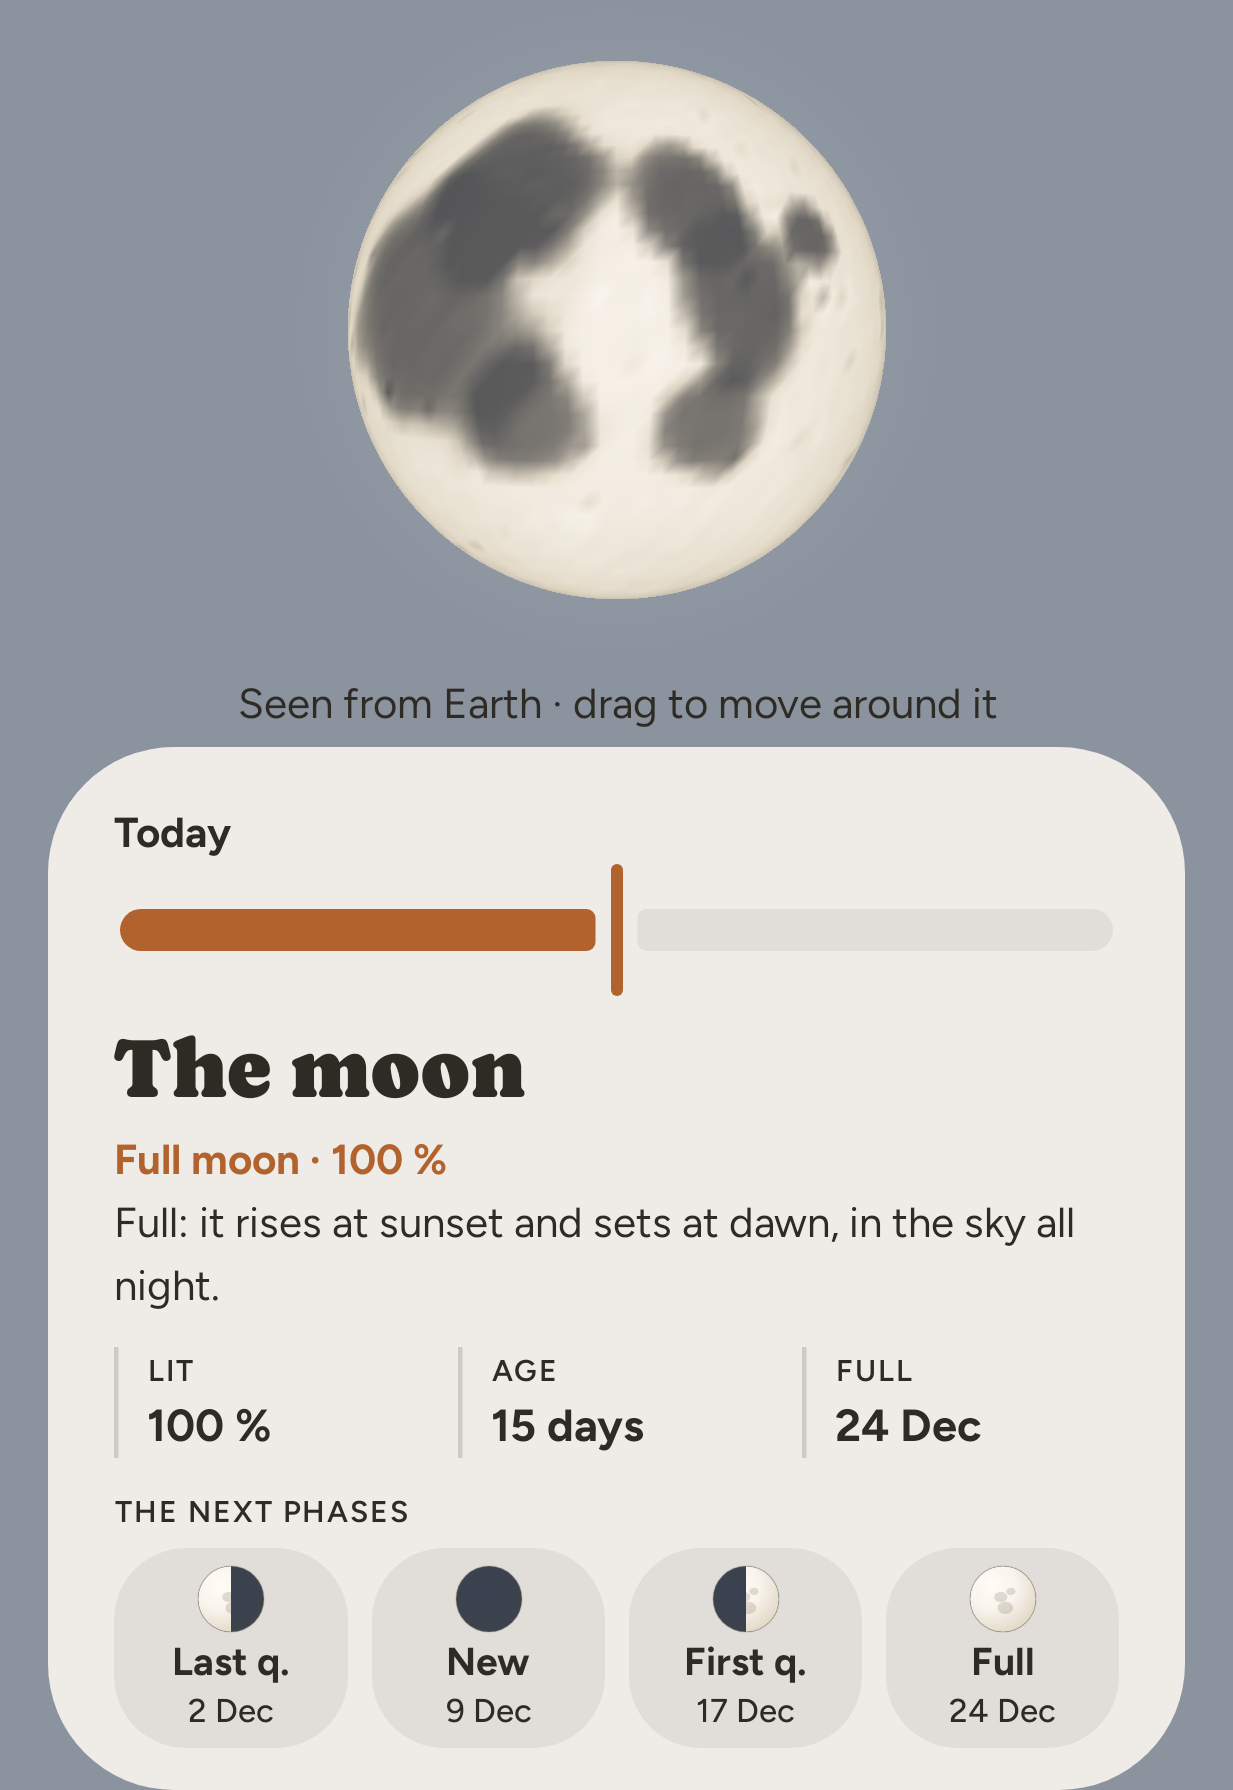 Seen from Earth · drag to move around it
Today
The moon
Full moon · 100 %
Full: it rises at sunset and sets at dawn, in the sky all
night.
LIT
100 %
AGE
15 days
FULL
24 Dec
THE NEXT PHASES
Last q.
2 Dec
New
9 Dec
First q.
17 Dec
Full
24 Dec